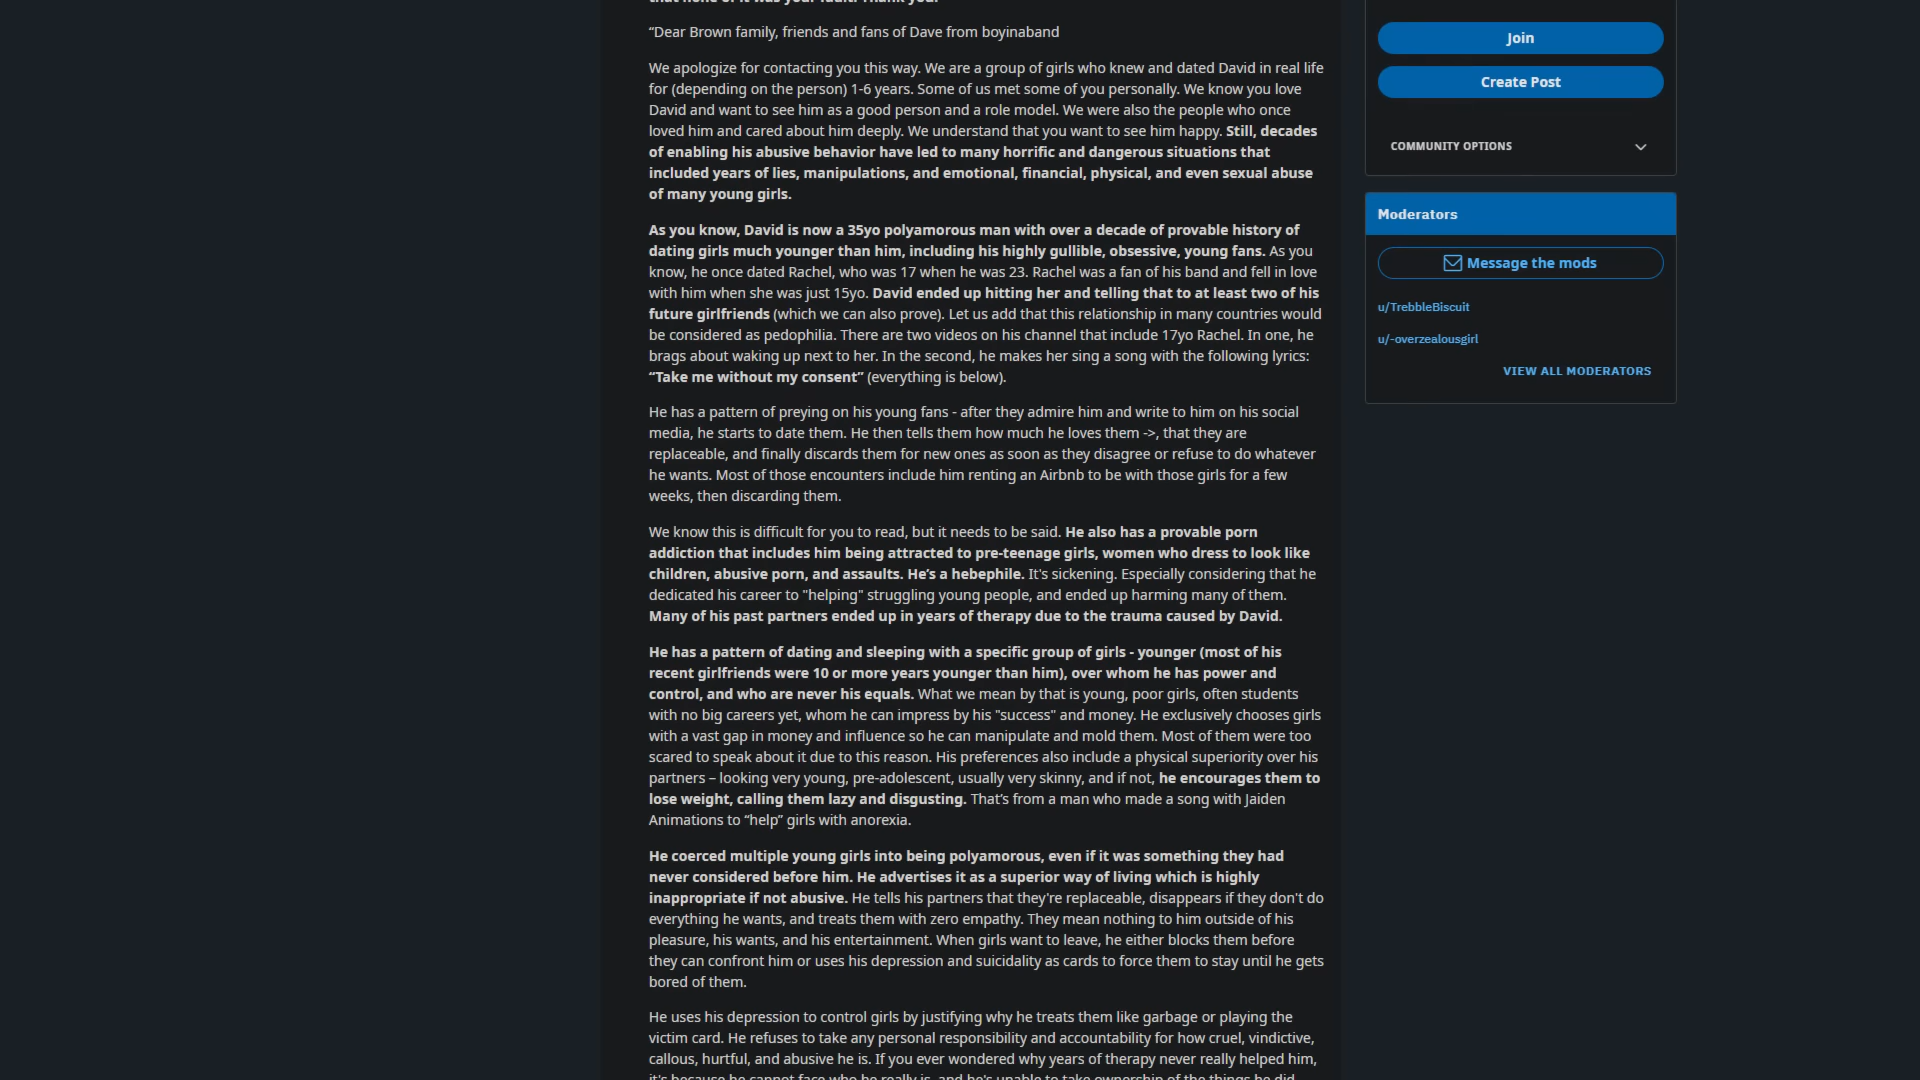 “Dear Brown family, friends and fans of Dave from boyinaband
We apologize for contacting you this way. We are a group of girls who knew and dated David in real life
for (depending on the person) 1-6 years. Some of us met some of you personally. We know you love
David and want to see him as a good person and a role model. We were also the people who once
loved him and cared about him deeply. We understand that you want to see him happy. Still, decades
of enabling his abusive behavior have led to many horrific and dangerous situations that
included years of lies, manipulations, and emotional, financial, physical, and even sexual abuse
of many young girls.
As you know, David is now a 35yo polyamorous man with over a decade of provable history of
dating girls much younger than him, including his highly gullible, obsessive, young fans. As you
know, he once dated Rachel, who was 17 when he was 23. Rachel was a fan of his band and fell in love
with him when she was just 15yo. David ended up hitting her and telling that to at least two of his
future girlfriends (which we can also prove). Let us add that this relationship in many countries would
be considered as pedophilia. There are two videos on his channel that include 17yo Rachel. In one, he
brags about waking up next to her. In the second, he makes her sing a song with the following lyrics:
“Take me without my consent” (everything is below).
He has a pattern of preying on his young fans - after they admire him and write to him on his social
media, he starts to date them. He then tells them how much he loves them ->, that they are
replaceable, and finally discards them for new ones as soon as they disagree or refuse to do whatever
he wants. Most of those encounters include him renting an Airbnb to be with those girls for a few
weeks, then discarding them.
We know this is difficult for you to read, but it needs to be said. He also has a provable porn
addiction that includes him being attracted to pre-teenage girls, women who dress to look like
children, abusive porn, and assaults. He’s a hebephile. It's sickening. Especially considering that he
dedicated his career to "helping" struggling young people, and ended up harming many of them.
Many of his past partners ended up in years of therapy due to the trauma caused by David.
He has a pattern of dating and sleeping with a specific group of girls - younger (most of his
recent girlfriends were 10 or more years younger than him), over whom he has power and
control, and who are never his equals. What we mean by that is young, poor girls, often students
with no big careers yet, whom he can impress by his "success" and money. He exclusively chooses girls
with a vast gap in money and influence so he can manipulate and mold them. Most of them were too
scared to speak about it due to this reason. His preferences also include a physical superiority over his
partners – looking very young, pre-adolescent, usually very skinny, and if not, he encourages them to
lose weight, calling them lazy and disgusting. That’s from a man who made a song with Jaiden
Animations to “help” girls with anorexia.
He coerced multiple young girls into being polyamorous, even if it was something they had
never considered before him. He advertises it as a superior way of living which is highly
inappropriate if not abusive. He tells his partners that they're replaceable, disappears if they don't do
everything he wants, and treats them with zero empathy. They mean nothing to him outside of his
pleasure, his wants, and his entertainment. When girls want to leave, he either blocks them before
they can confront him or uses his depression and suicidality as cards to force them to stay until he gets
bored of them.
He uses his depression to control girls by justifying why he treats them like garbage or playing the
victim card. He refuses to take any personal responsibility and accountability for how cruel, vindictive,
callous, hurtful, and abusive he is. If you ever wondered why years of therapy never really helped him,
it's because he cannot face who he really is, and he's unable to take ownership of the things he did
Join
Create Post
COMMUNITY OPTIONS
Moderators
Message the mods
u/TrebbleBiscuit
u/-overzealousgirl
VIEW ALL MODERATORS